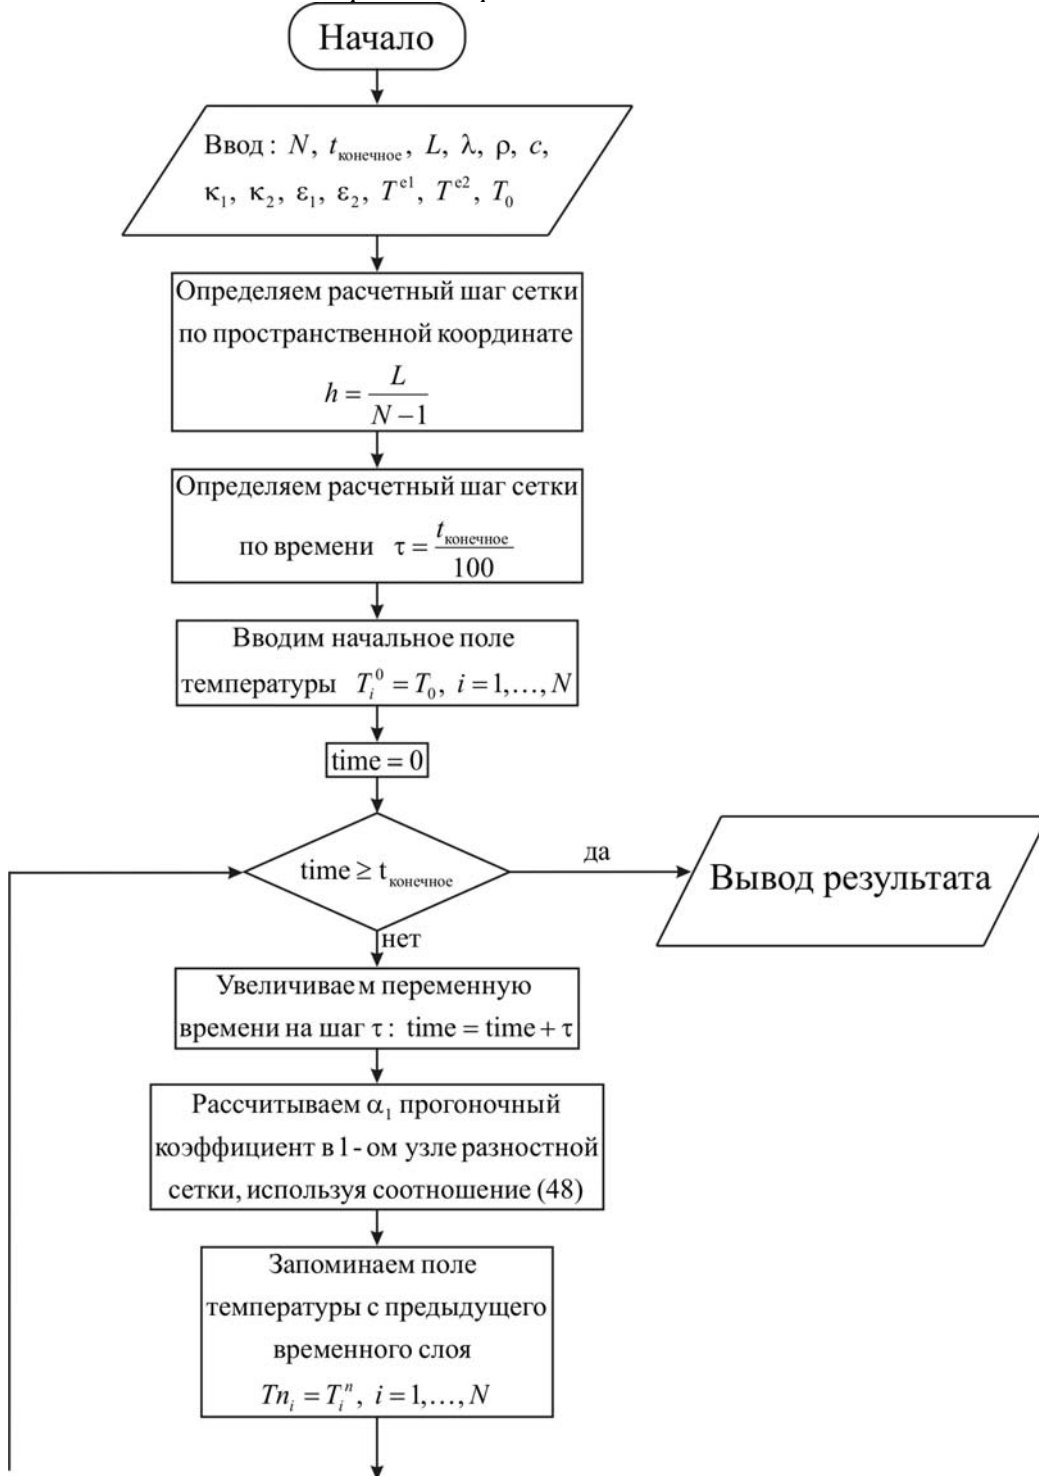 Начало
Ввод: N, t_конечное, L, λ, ρ, c,
κ₁, κ₂, ε₁, ε₂, T^e1, T^e2, T₀
Определяем расчетный шаг сетки
по пространственной координате
h = L / (N − 1)
Определяем расчетный шаг сетки
по времени τ = t_конечное / 100
Вводим начальное поле
температуры T_i^0 = T₀, i = 1,…, N
time = 0
time ≥ t_конечное
да
Вывод результата
нет
Увеличиваем переменную
времени на шаг τ: time = time + τ
Рассчитываем α₁ прогоночный
коэффициент в 1-ом узле разностной
сетки, используя соотношение (48)
Запоминаем поле
температуры с предыдущего
временного слоя
Tn_i = T_i^n, i = 1,…, N